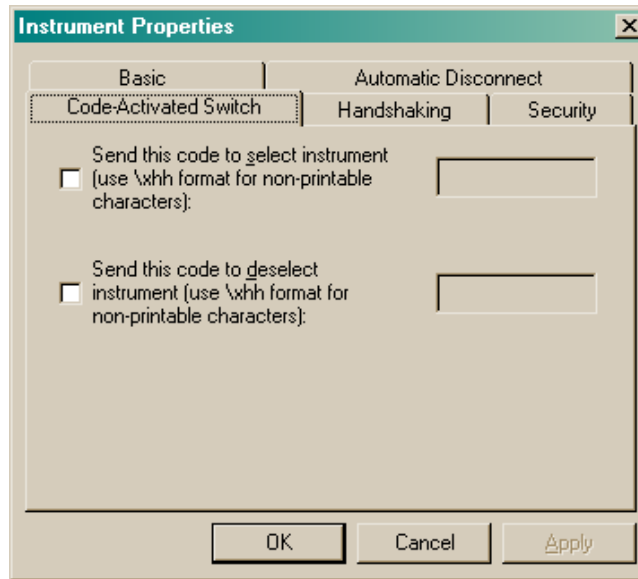 Instrument Properties
Basic
Automatic Disconnect
Code-Activated Switch
Handshaking
Security
Send this code to select instrument
(use \xhh format for non-printable
characters):
Send this code to deselect
instrument (use \xhh format for
non-printable characters):
OK
Cancel
Apply